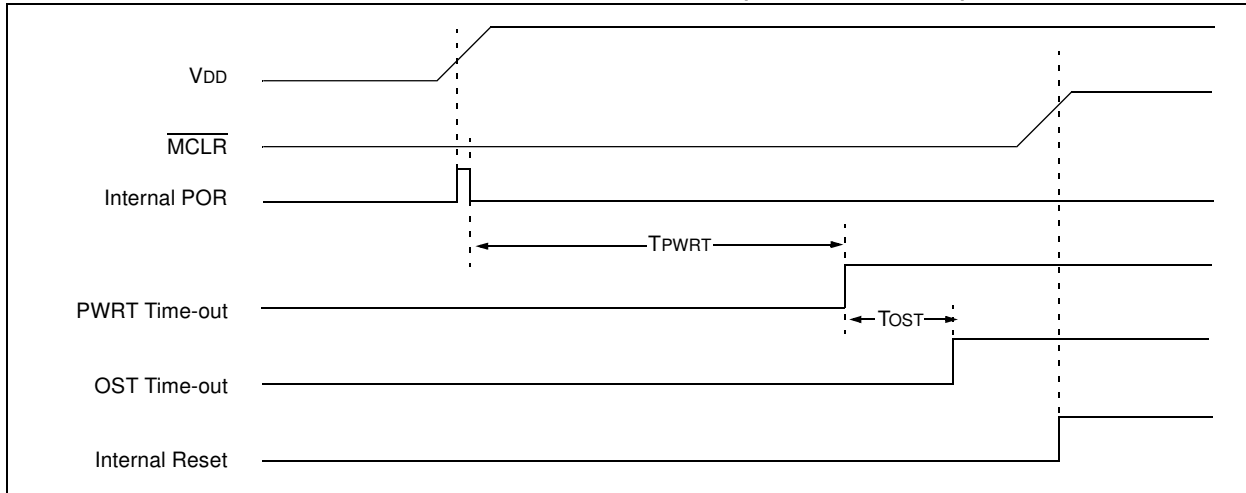 VDD
MCLR
Internal POR
TPWRT
PWRT Time-out
TOST
OST Time-out
Internal Reset